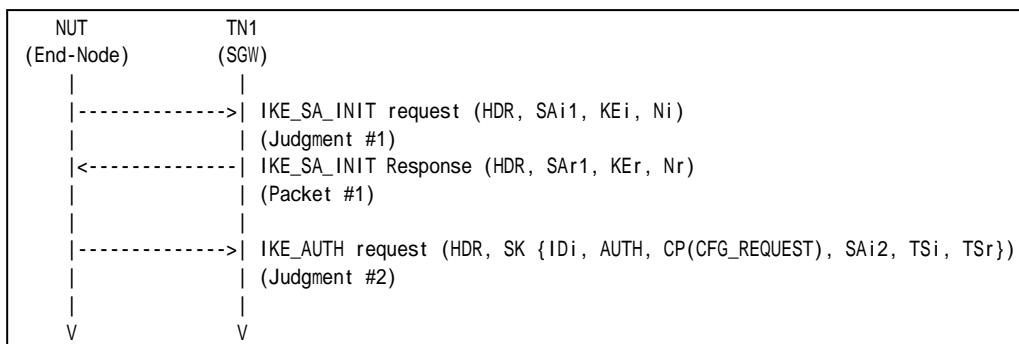 NUT TN1
(End-Node) (SGW)
| |
|-------------->| IKE_SA_INIT request (HDR, SAi1, KEi, Ni)
| | (Judgment #1)
|<--------------| IKE_SA_INIT Response (HDR, SAr1, KEr, Nr)
| | (Packet #1)
| |
|-------------->| IKE_AUTH request (HDR, SK {IDi, AUTH, CP(CFG_REQUEST), SAi2, TSi, TSr})
| | (Judgment #2)
| |
V V